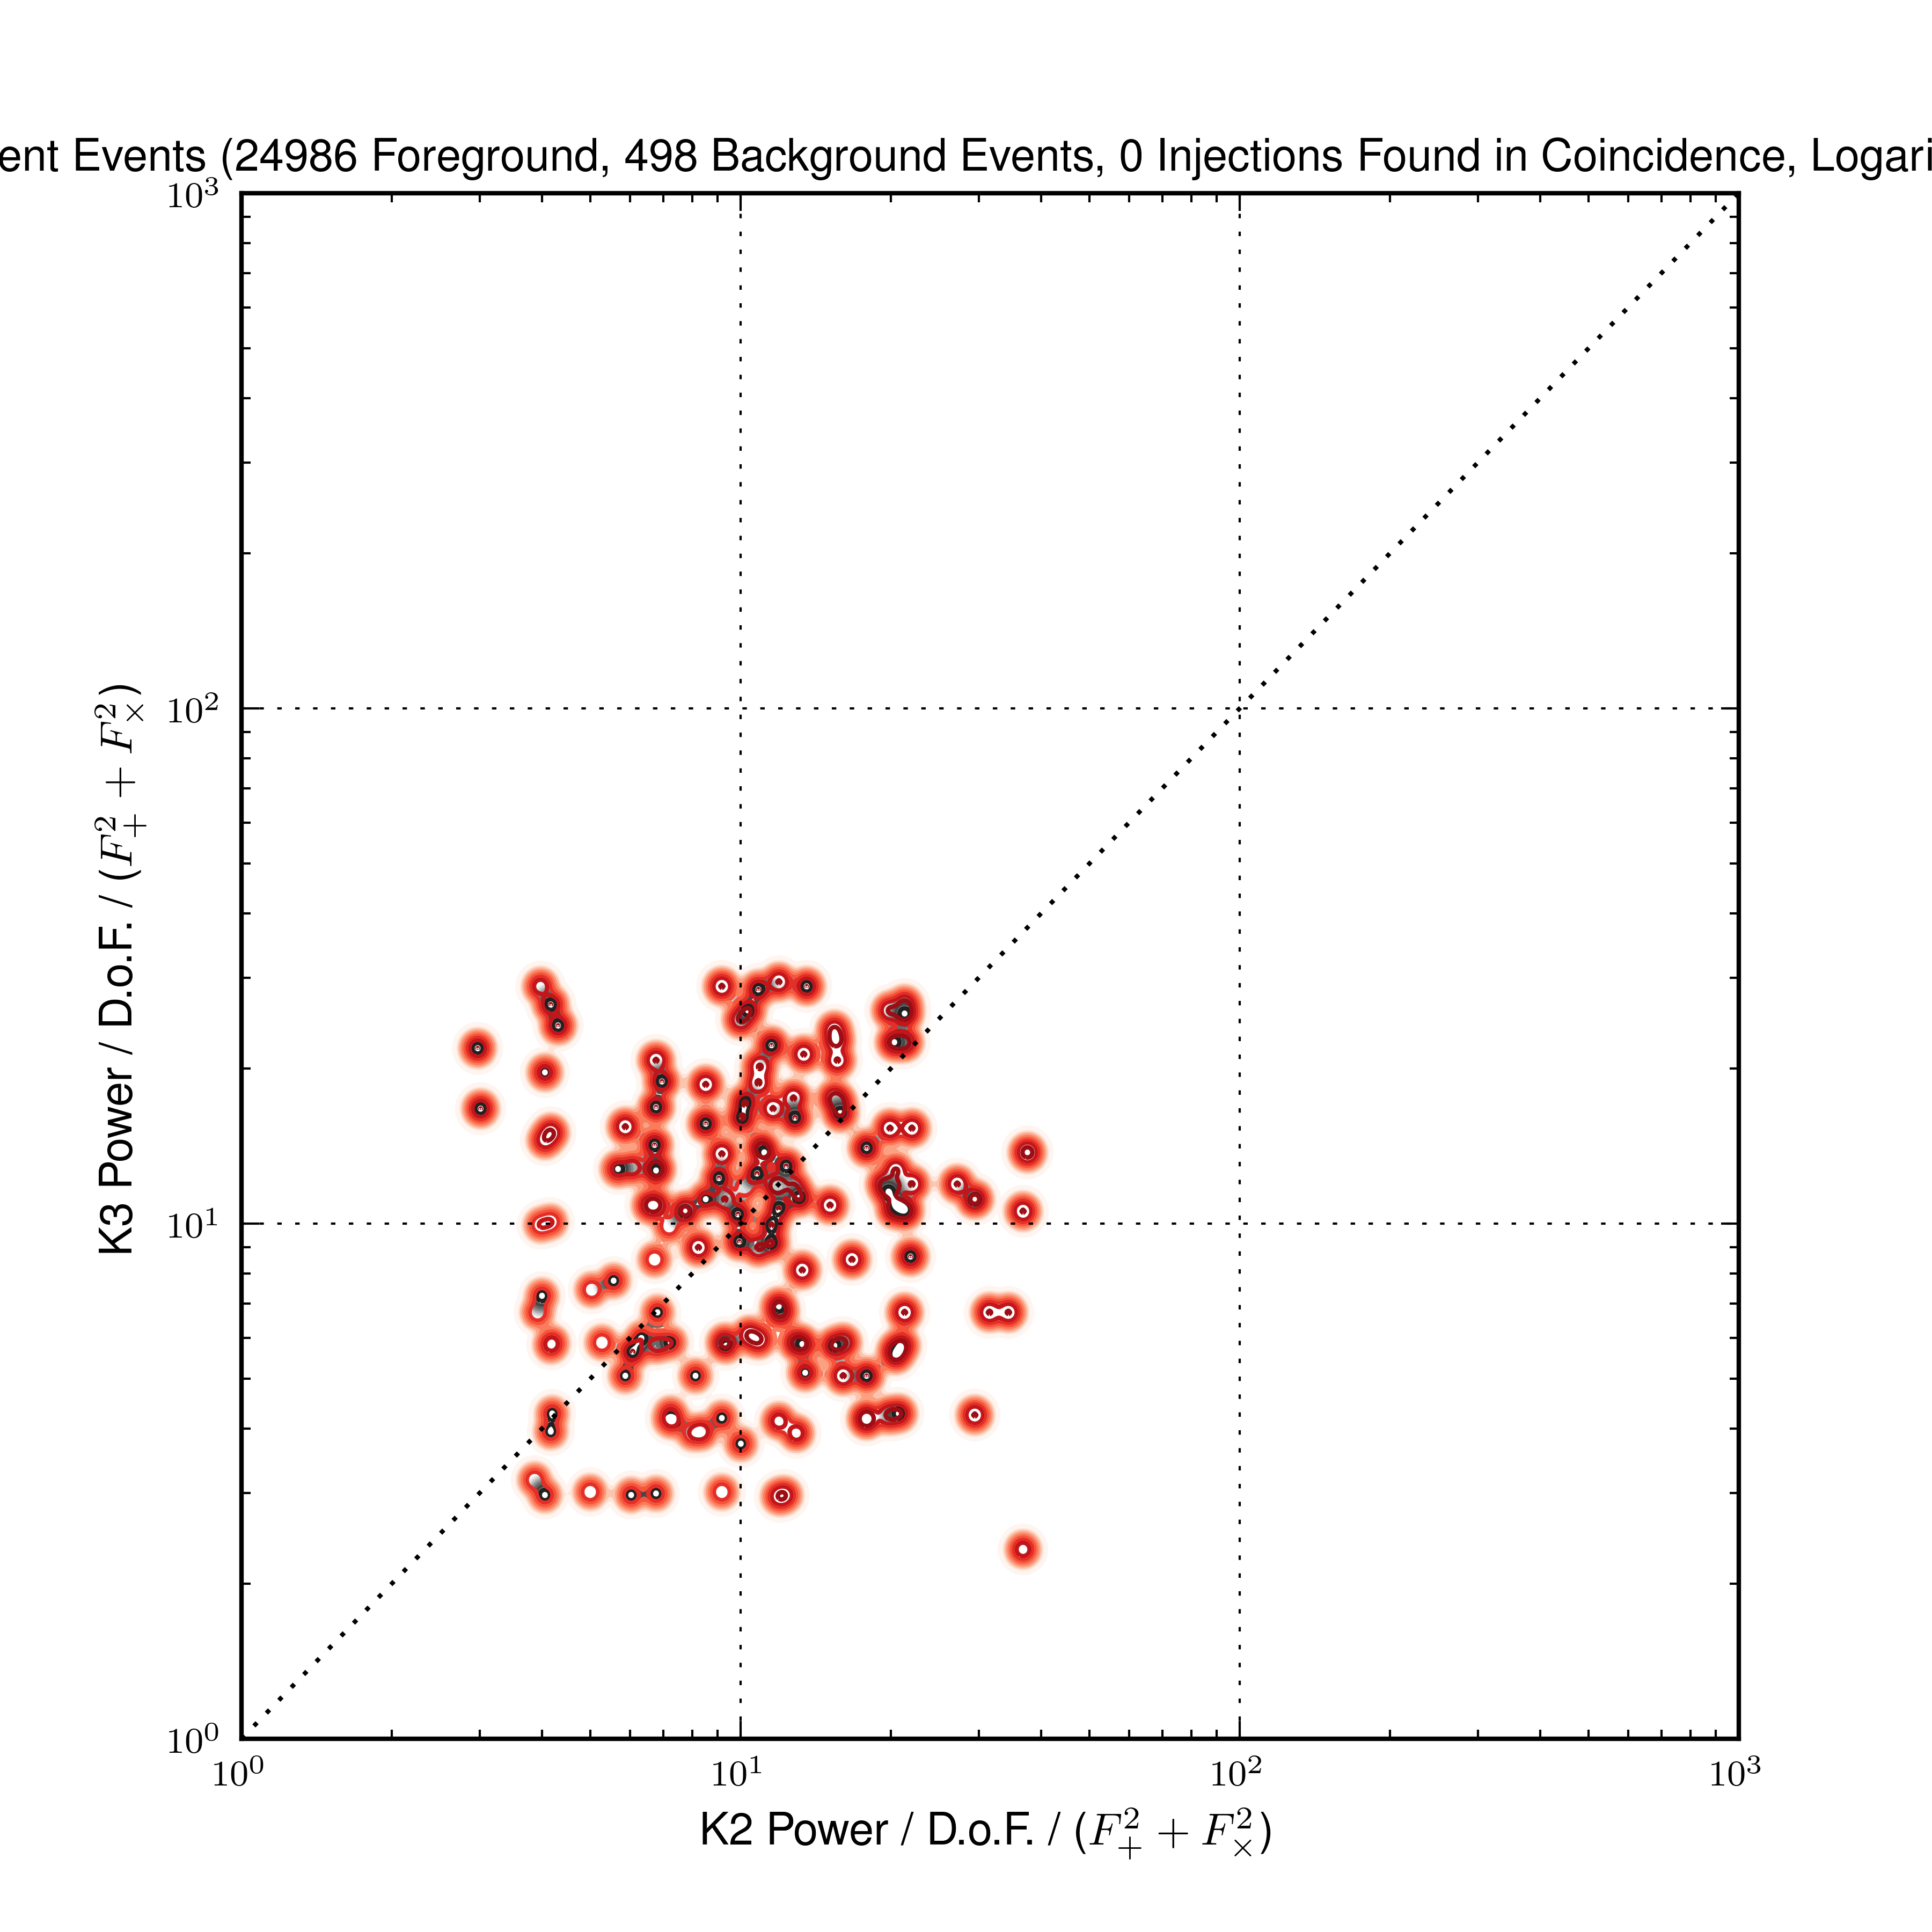 ent Events (24986 Foreground, 498 Background Events, 0 Injections Found in Coincidence, Logari
10³
10²
10¹
10⁰
10⁰ 10¹ 10² 10³
K3 Power / D.o.F. / (F₊² + F×²)
K2 Power / D.o.F. / (F₊² + F×²)